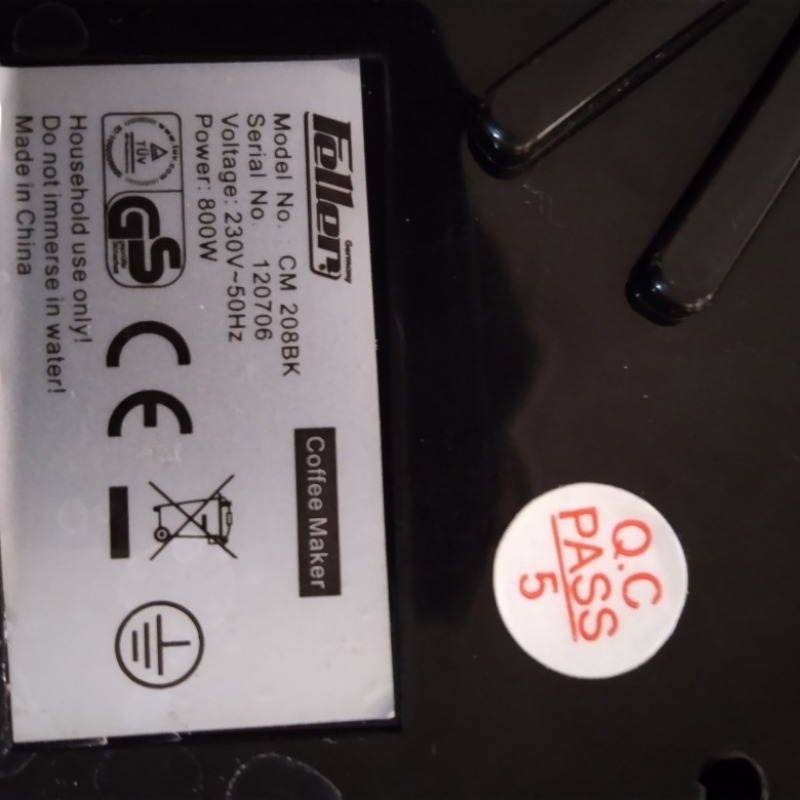 Feller
Germany
Coffee Maker
Model No. : CM 208BK
Serial No. 120706
Voltage: 230V~50Hz
Power: 800W
TÜV
GS
CE
Household use only!
Do not immerse in water!
Made in China
Q.C
PASS
5